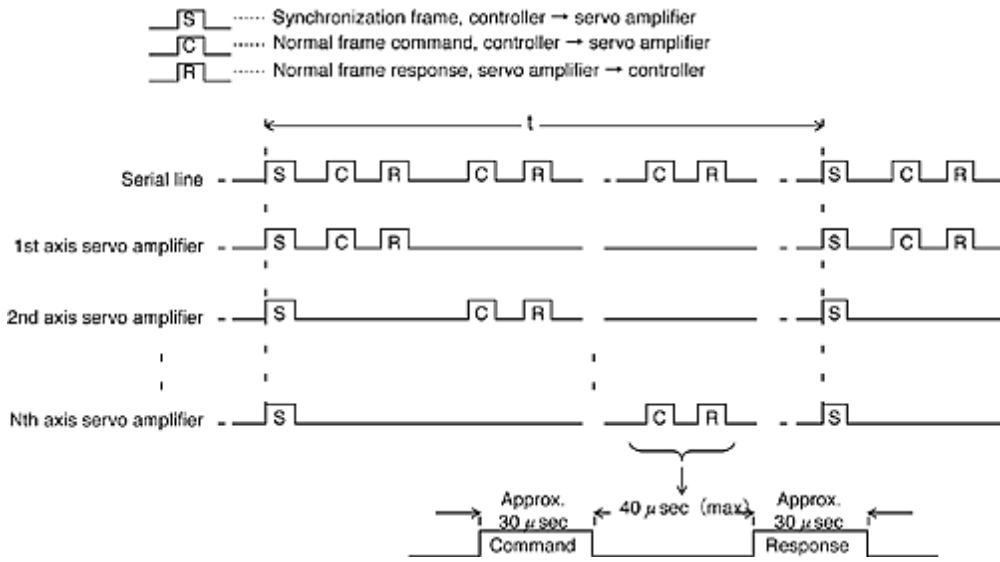 S ...... Synchronization frame, controller → servo amplifier
C ...... Normal frame command, controller → servo amplifier
R ...... Normal frame response, servo amplifier → controller
t
Serial line S C R C R C R S C R
1st axis servo amplifier S C R S C R
2nd axis servo amplifier S C R S
Nth axis servo amplifier S C R S
Approx. 40 μsec (max) Approx.
30 μsec 30 μsec
Command Response